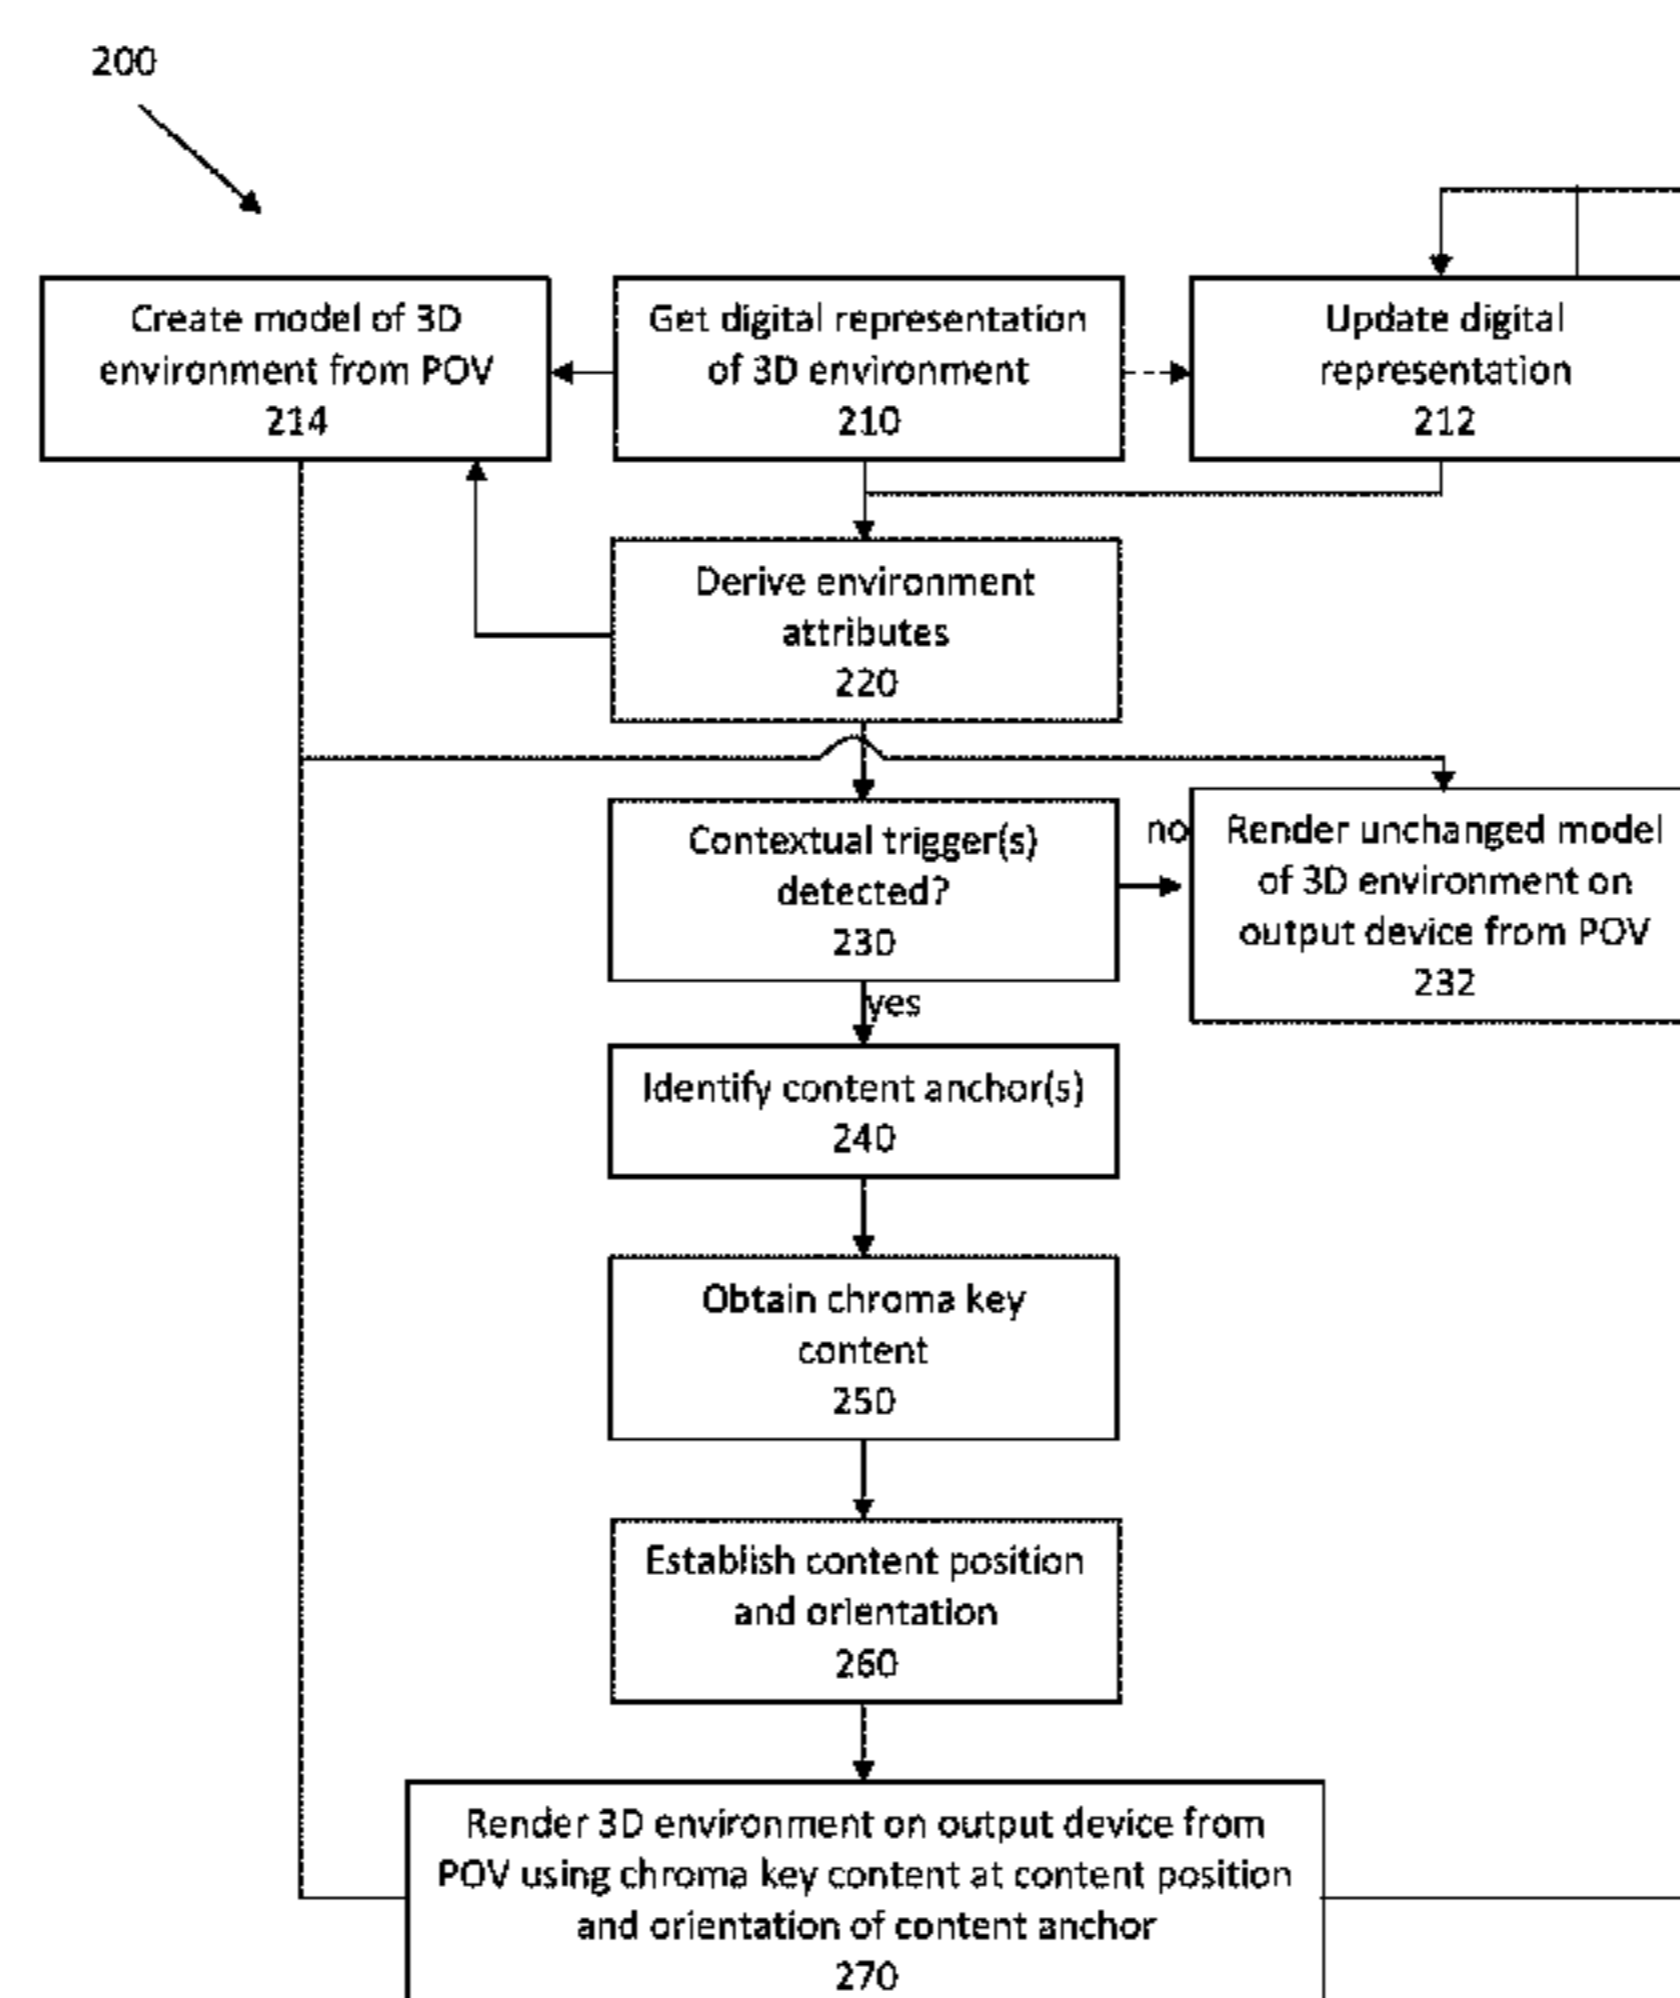 200
Create model of 3D
environment from POV
214
Get digital representation
of 3D environment
210
Update digital
representation
212
Derive environment
attributes
220
Contextual trigger(s)
detected?
230
no
Render unchanged model
of 3D environment on
output device from POV
232
yes
Identify content anchor(s)
240
Obtain chroma key
content
250
Establish content position
and orientation
260
Render 3D environment on output device from
POV using chroma key content at content position
and orientation of content anchor
270